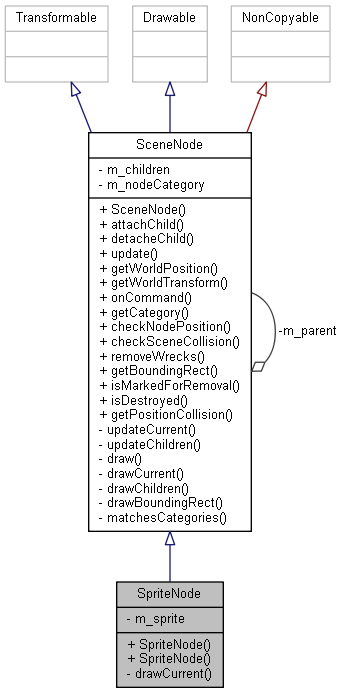 Transformable
Drawable
NonCopyable
SceneNode
- m_children
- m_nodeCategory
+ SceneNode()
+ attachChild()
+ detacheChild()
+ update()
+ getWorldPosition()
+ getWorldTransform()
+ onCommand()
+ getCategory()
+ checkNodePosition()
+ checkSceneCollision()
+ removeWrecks()
+ getBoundingRect()
+ isMarkedForRemoval()
+ isDestroyed()
+ getPositionCollision()
- updateCurrent()
- updateChildren()
- draw()
- drawCurrent()
- drawChildren()
- drawBoundingRect()
- matchesCategories()
-m_parent
SpriteNode
- m_sprite
+ SpriteNode()
+ SpriteNode()
- drawCurrent()